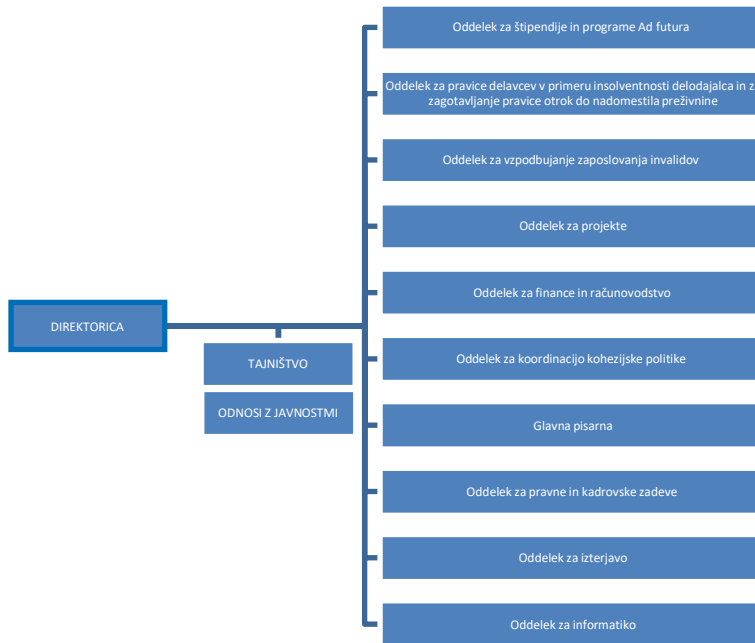 Oddelek za štipendije in programe Ad futura
Oddelek za pravice delavcev v primeru insolventnosti delodajalca in
zagotavljanje pravice otrok do nadomestila preživnine
Oddelek za vzpodbujanje zaposlovanja invalidov
Oddelek za projekte
Oddelek za finance in računovodstvo
DIREKTORICA
TAJNIŠTVO
Oddelek za koordinacijo kohezijske politike
ODNOSI Z JAVNOSTMI
Glavna pisarna
Oddelek za pravne in kadrovske zadeve
Oddelek za izterjavo
Oddelek za informatiko